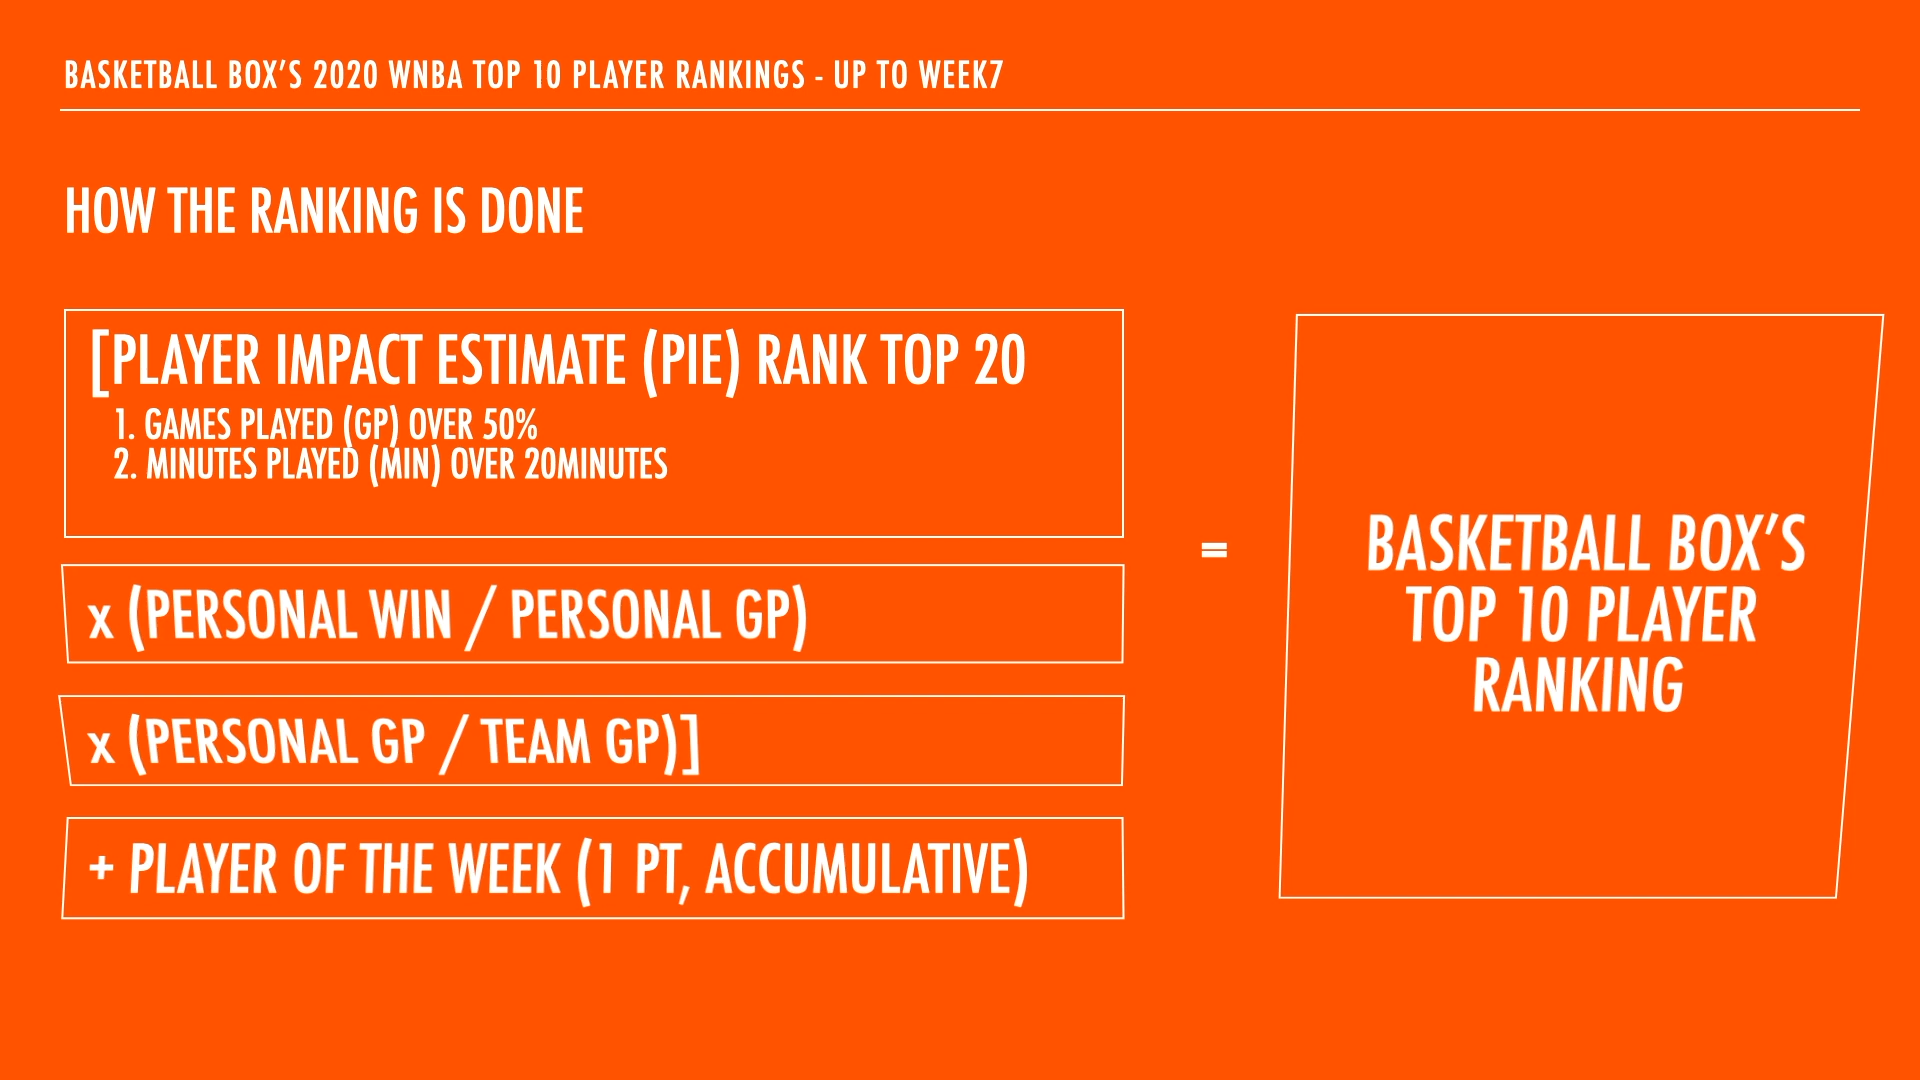 BASKETBALL BOX'S 2020 WNBA TOP 10 PLAYER RANKINGS - UP TO WEEK7
HOW THE RANKING IS DONE
[PLAYER IMPACT ESTIMATE (PIE) RANK TOP 20
1. GAMES PLAYED (GP) OVER 50%
2. MINUTES PLAYED (MIN) OVER 20MINUTES
x (PERSONAL WIN / PERSONAL GP)
x (PERSONAL GP / TEAM GP)]
+ PLAYER OF THE WEEK (1 PT, ACCUMULATIVE)
=
BASKETBALL BOX'S
TOP 10 PLAYER
RANKING